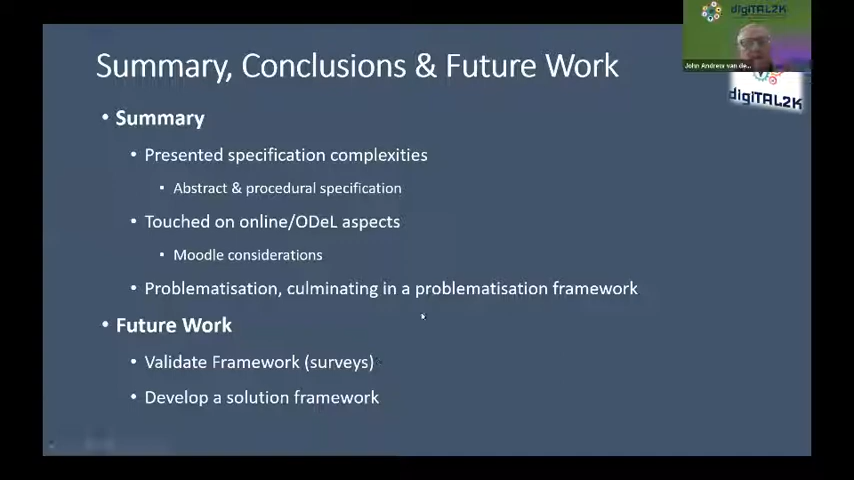 digiTAL2K
John Andrew van de...
digiTAL2K
Summary, Conclusions & Future Work
• Summary
• Presented specification complexities
• Abstract & procedural specification
• Touched on online/ODeL aspects
• Moodle considerations
• Problematisation, culminating in a problematisation framework
• Future Work
• Validate Framework (surveys)
• Develop a solution framework